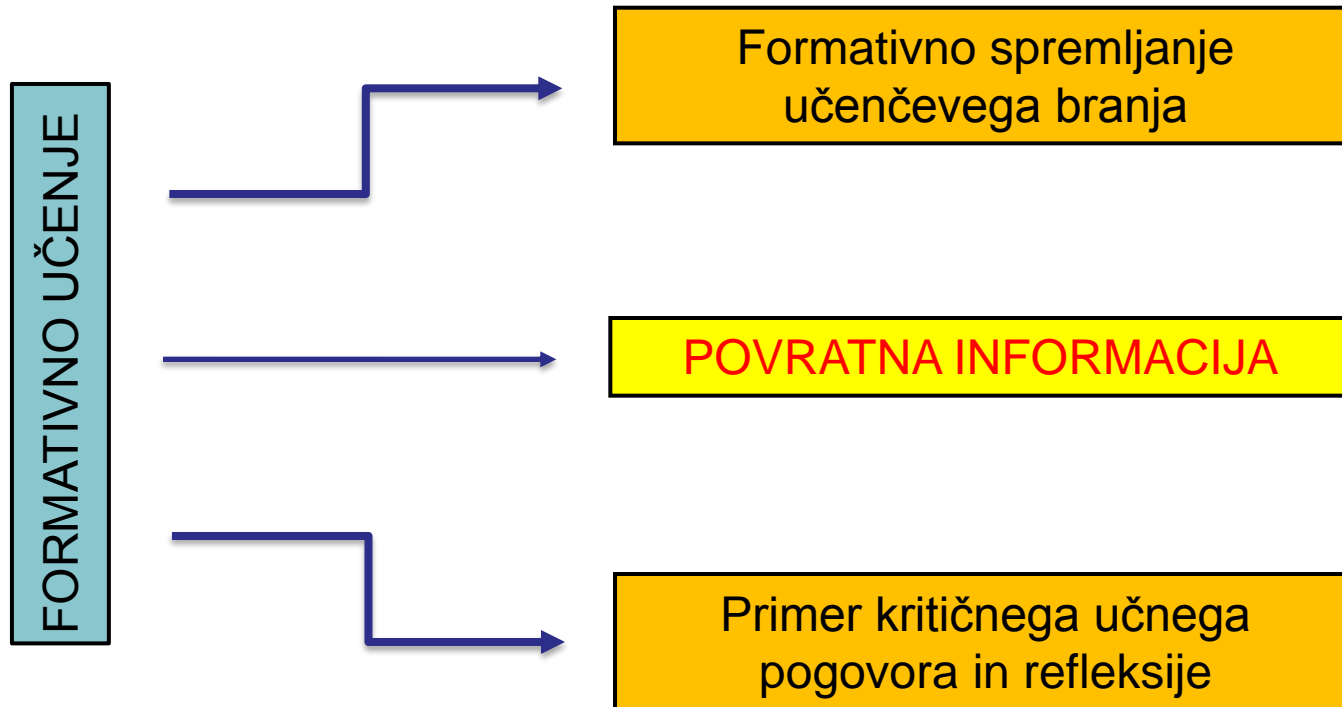 FORMATIVNO UČENJE
Formativno spremljanje
učenčevega branja
POVRATNA INFORMACIJA
Primer kritičnega učnega
pogovora in refleksije